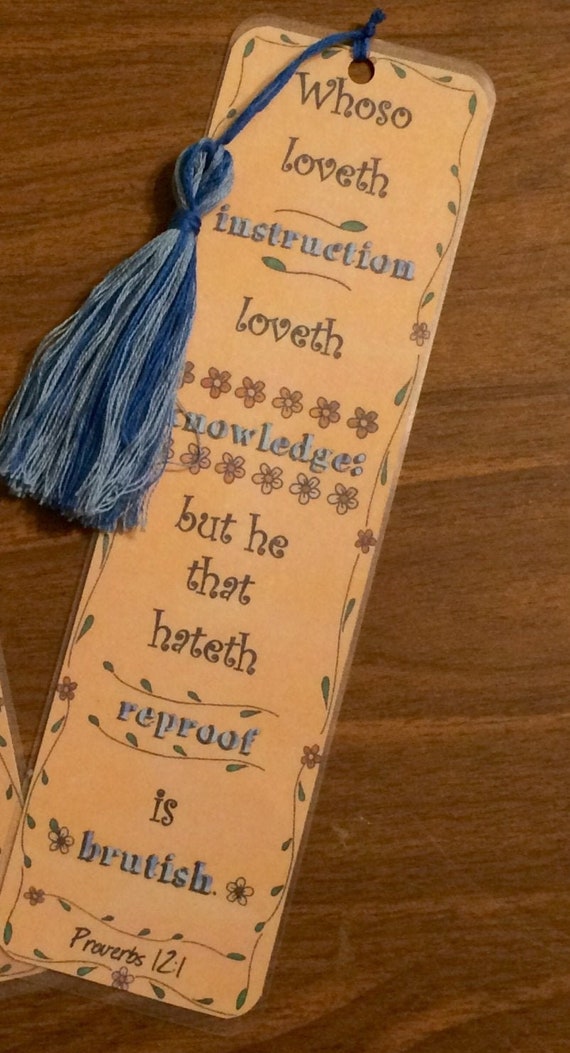 Whoso
loveth
instruction
loveth
knowledge:
but he
that
hateth
reproof
is
brutish.
Proverbs 12:1